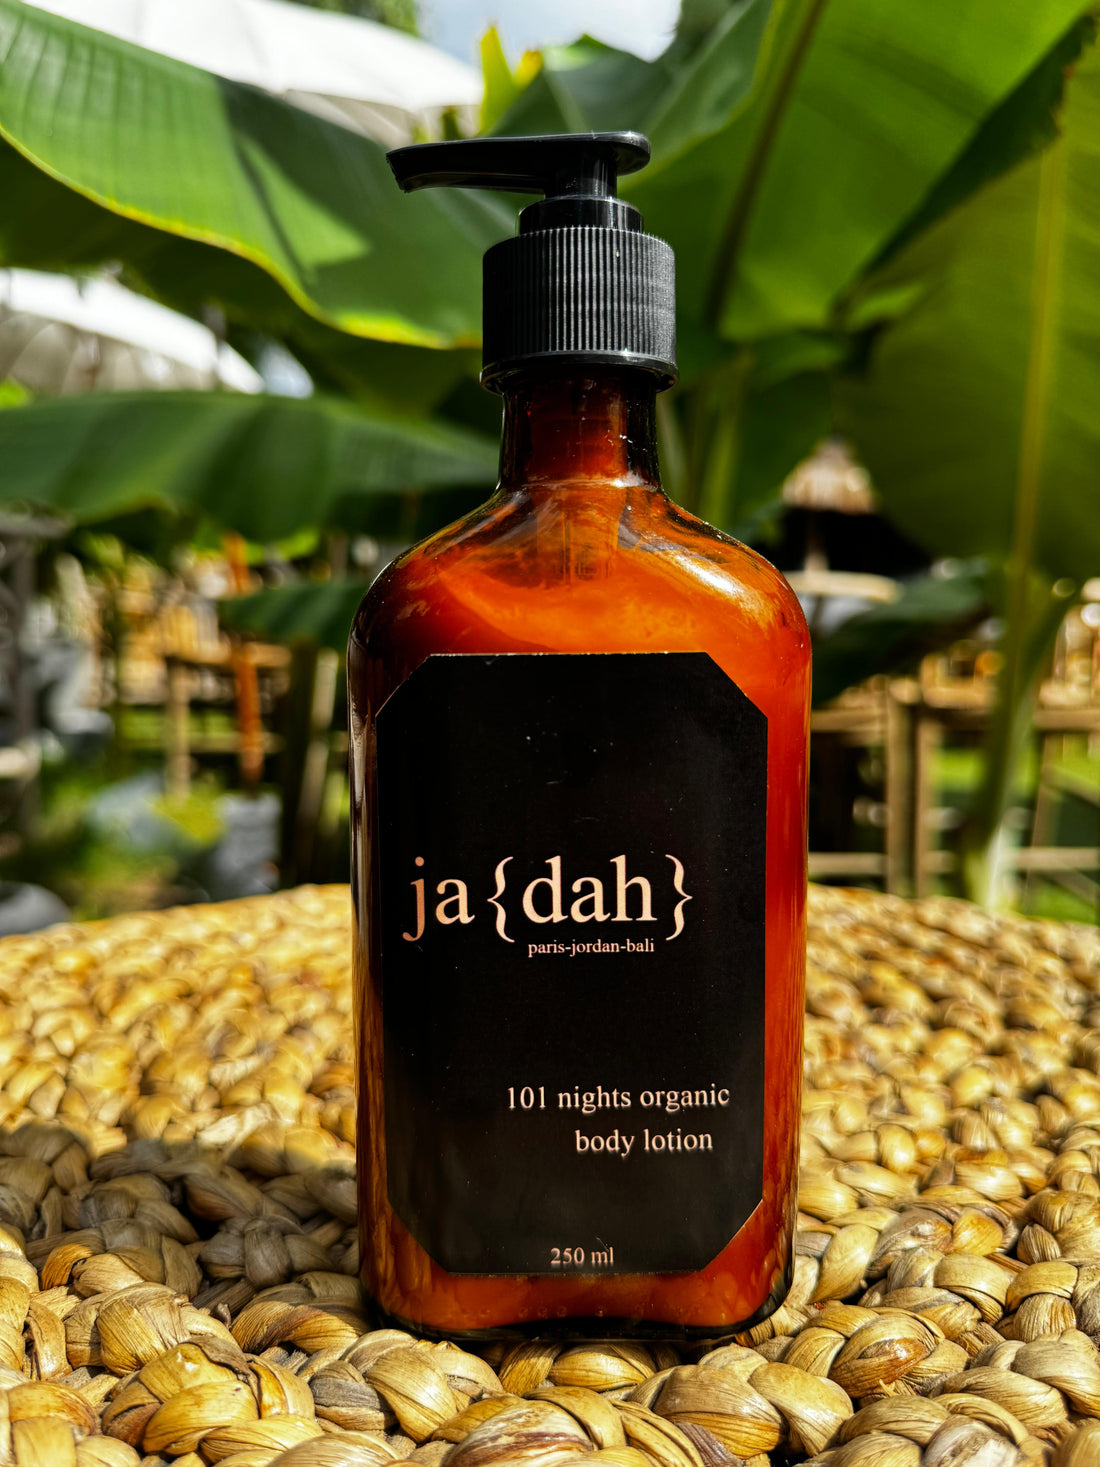 ja{dah}
paris-jordan-bali
101 nights organic
body lotion
250 ml